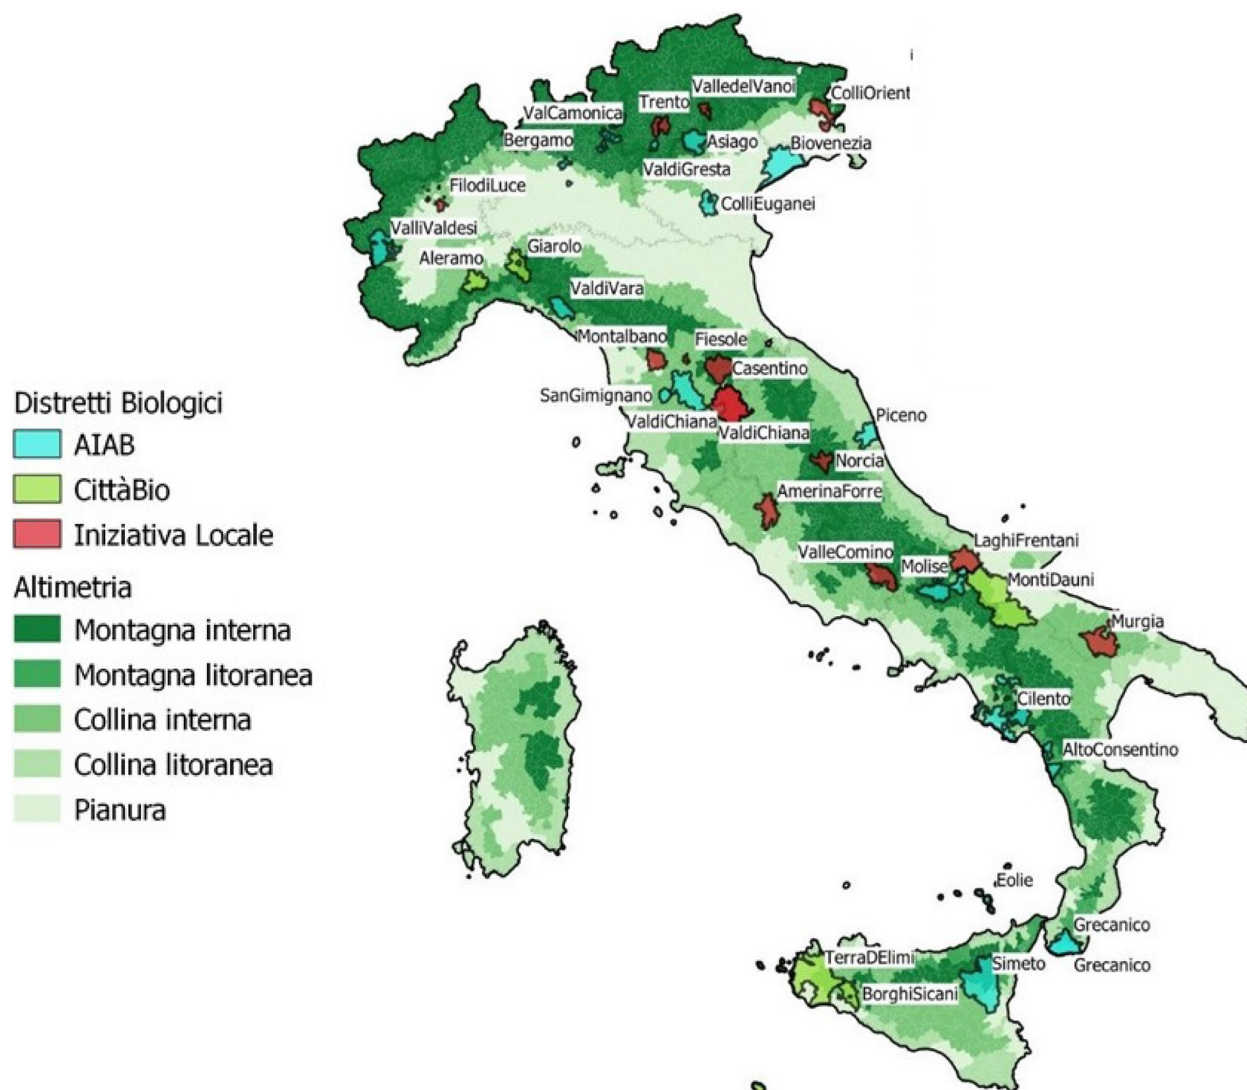 ValledelVanoi
ColliOrient
Trento
ValCamonica
Bergamo
Asiago
Biovenezia
ValdiGresta
FilodiLuce
ColliEuganei
ValliValdesi
Giarolo
Aleramo
ValdiVara
Montalbano
Fiesole
Casentino
SanGimignano
ValdiChiana
ValdiChiana
Piceno
Norcia
AmerinaForre
LaghiFrentani
ValleComino
Molise
MontiDauni
Murgia
Cilento
AltoConsentino
Eolie
Grecanico
TerraDElimi
Simeto
Grecanico
BorghiSicani
Distretti Biologici
AIAB
CittàBio
Iniziativa Locale
Altimetria
Montagna interna
Montagna litoranea
Collina interna
Collina litoranea
Pianura